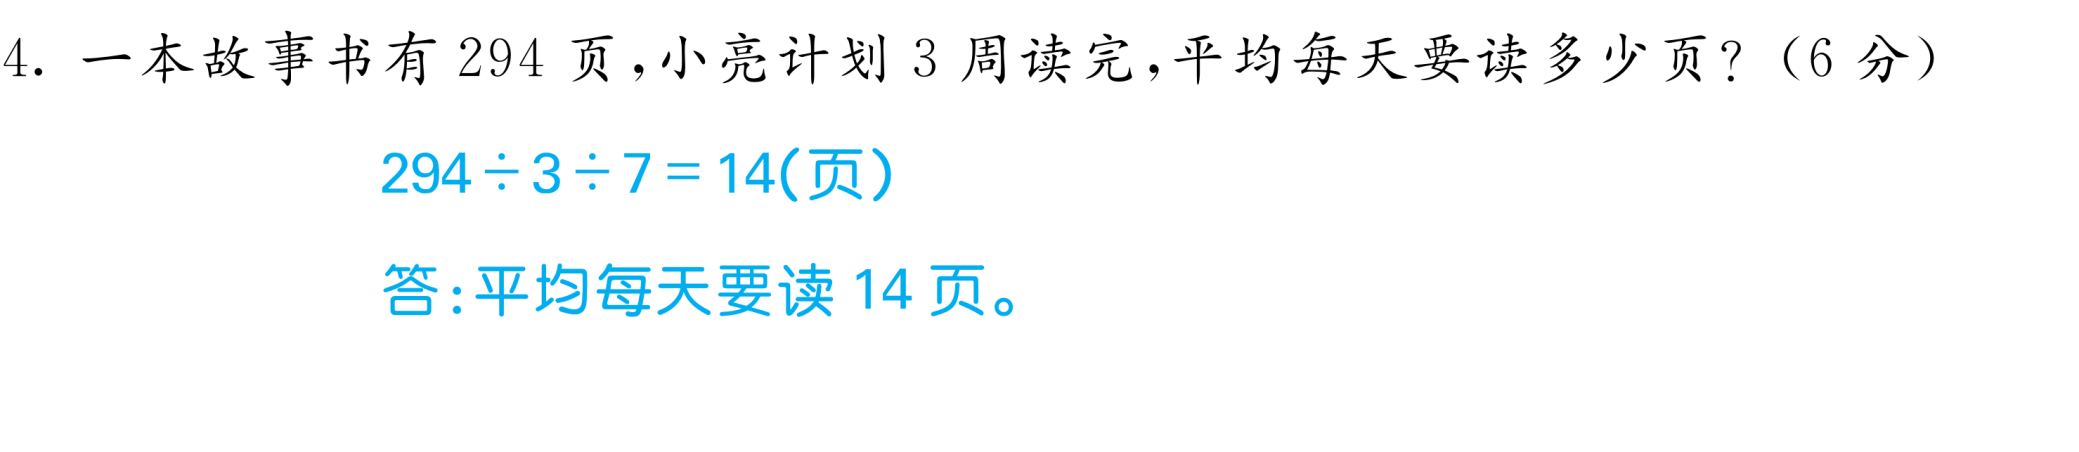 4. 一本故事书有 294 页,小亮计划 3 周读完,平均每天要读多少页?(6 分)
294÷3÷7=14(页)
答:平均每天要读 14 页。